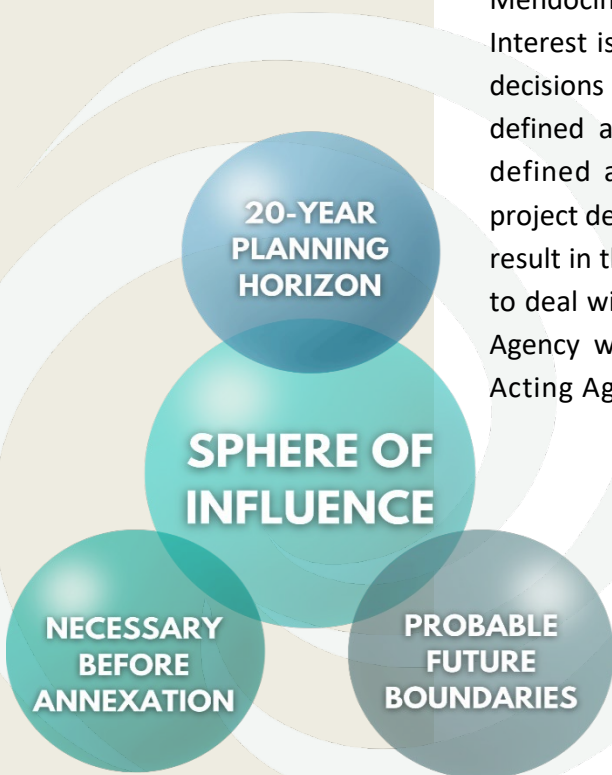 Interest is
decisions
defined a
defined a
project de
result in th
to deal wi
Agency w
Acting Ag
20-YEAR
PLANNING
HORIZON
SPHERE OF
INFLUENCE
NECESSARY
BEFORE
ANNEXATION
PROBABLE
FUTURE
BOUNDARIES